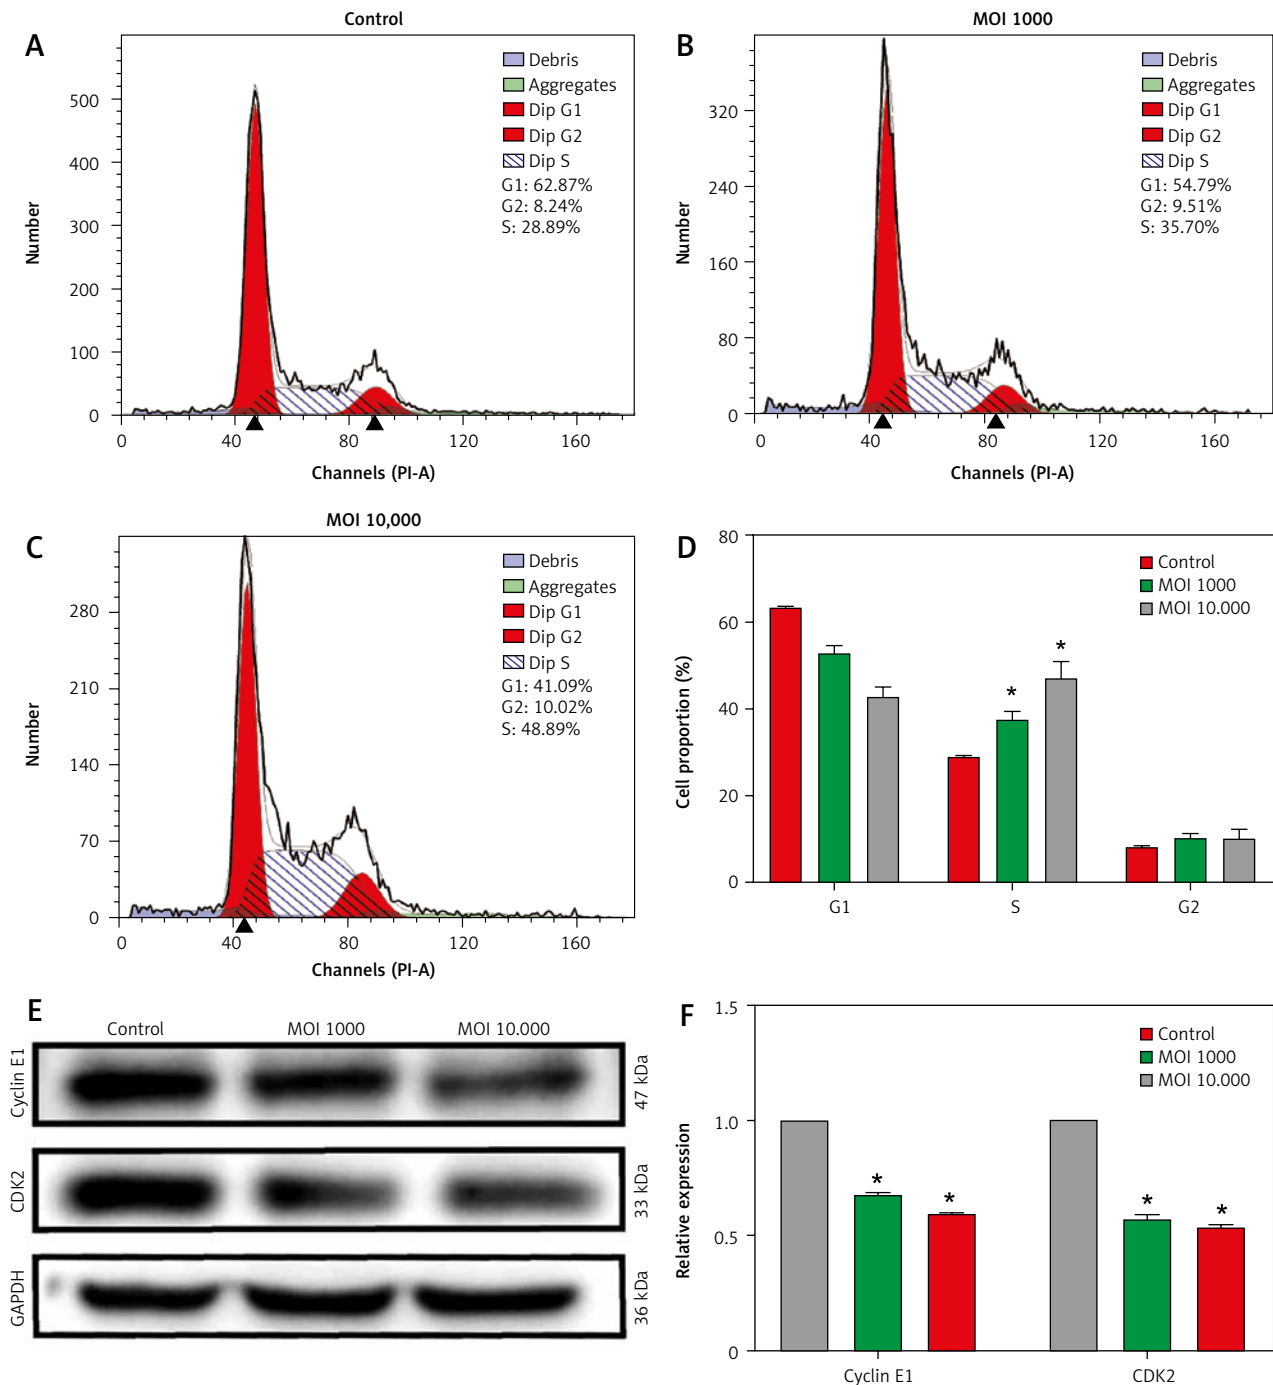 A
Control
Debris
Aggregates
Dip G1
Dip G2
Dip S
G1: 62.87%
G2: 8.24%
S: 28.89%
Number
500
400
300
200
100
0
0 40 80 120 160
Channels (PI-A)
B
MOI 1000
Debris
Aggregates
Dip G1
Dip G2
Dip S
G1: 54.79%
G2: 9.51%
S: 35.70%
Number
320
240
160
80
0
0 40 80 120 160
Channels (PI-A)
C
MOI 10,000
Debris
Aggregates
Dip G1
Dip G2
Dip S
G1: 41.09%
G2: 10.02%
S: 48.89%
Number
280
210
140
70
0
0 40 80 120 160
Channels (PI-A)
D
Control
MOI 1000
MOI 10.000
Cell proportion (%)
80
60
40
20
0
*
*
G1 S G2
E
Control MOI 1000 MOI 10.000
Cyclin E1
47 kDa
CDK2
33 kDa
GAPDH
36 kDa
F
Control
MOI 1000
MOI 10.000
Relative expression
1.5
1.0
0.5
0
* * * *
Cyclin E1 CDK2